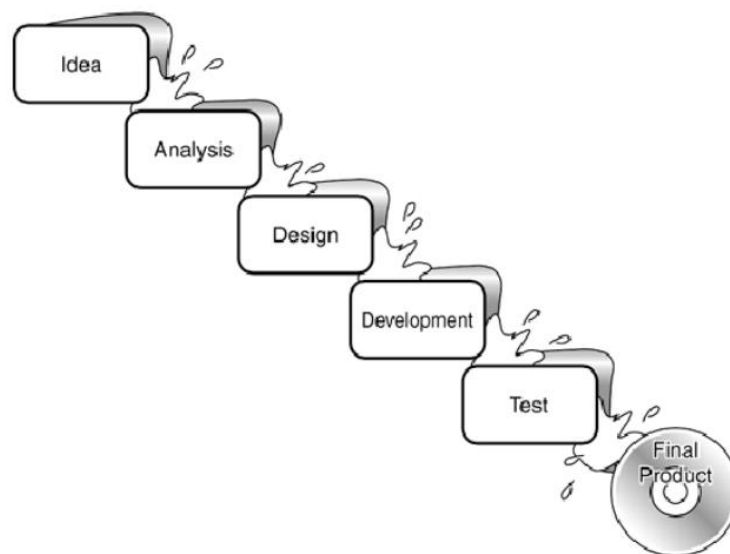 Idea
Analysis
Design
Development
Test
Final
Product